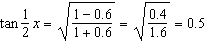 tan 1/2 x = √((1 − 0.6)/(1 + 0.6)) = √(0.4/1.6) = 0.5